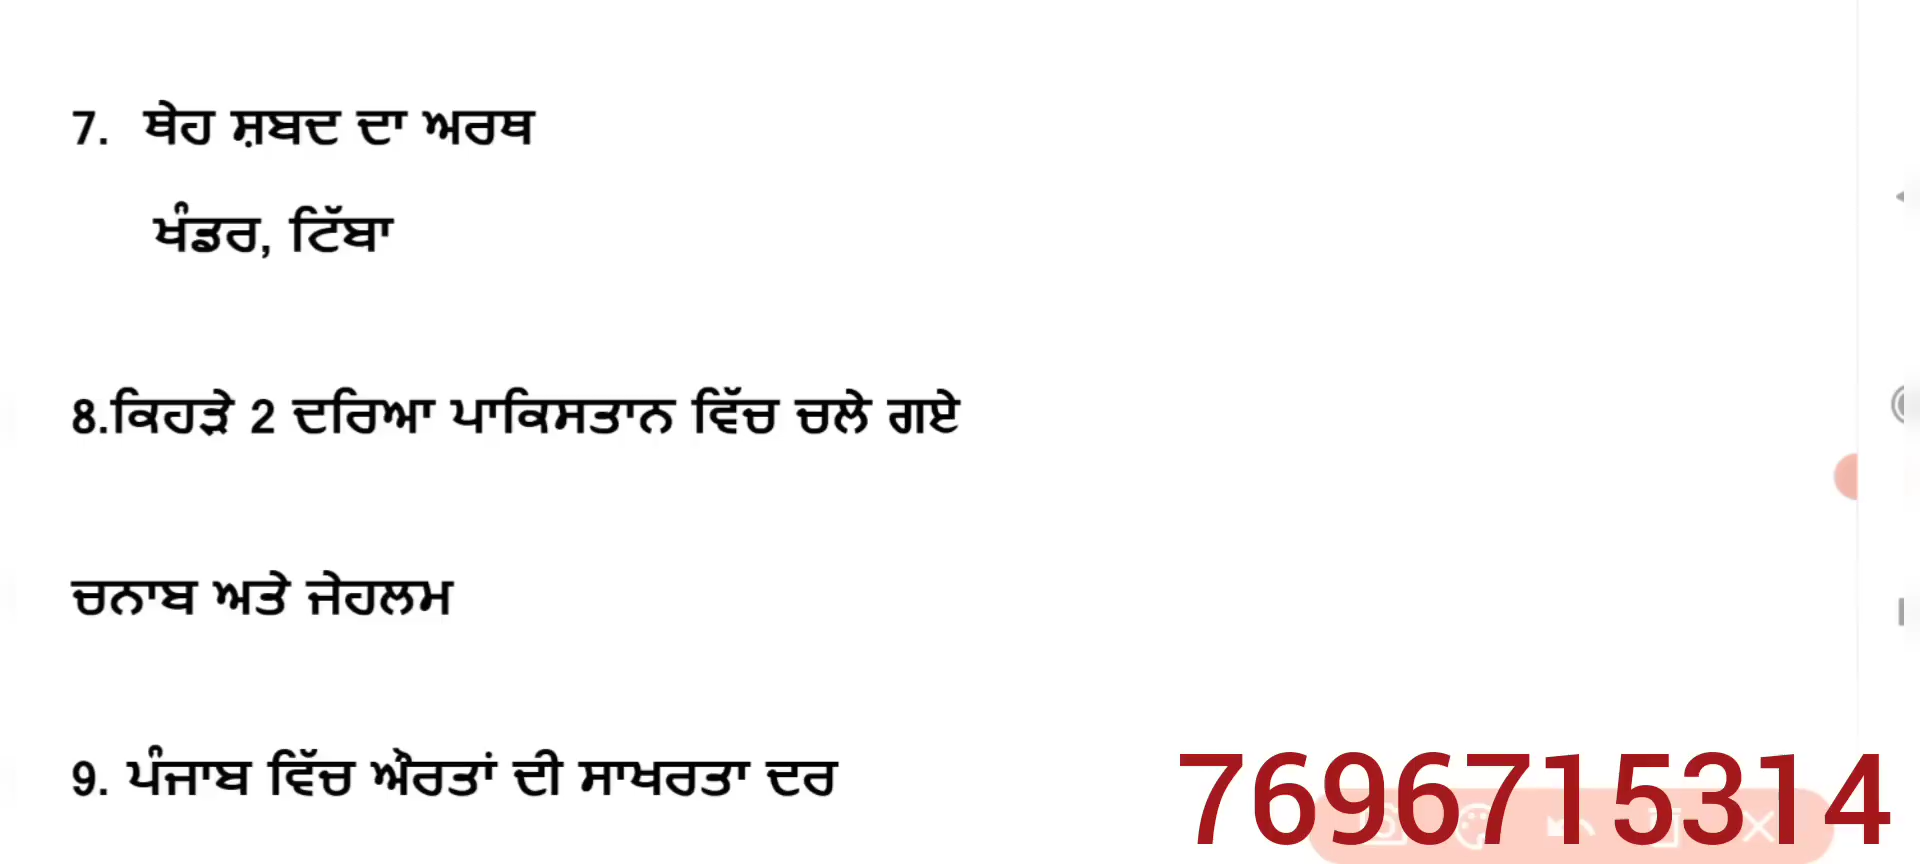 7. ਥੇਹ ਸ਼ਬਦ ਦਾ ਅਰਥ
ਖੰਡਰ, ਟਿੱਬਾ
8.ਕਿਹੜੇ 2 ਦਰਿਆ ਪਾਕਿਸਤਾਨ ਵਿੱਚ ਚਲੇ ਗਏ
ਚਨਾਬ ਅਤੇ ਜੇਹਲਮ
9. ਪੰਜਾਬ ਵਿੱਚ ਔਰਤਾਂ ਦੀ ਸਾਖਰਤਾ ਦਰ
7696715314